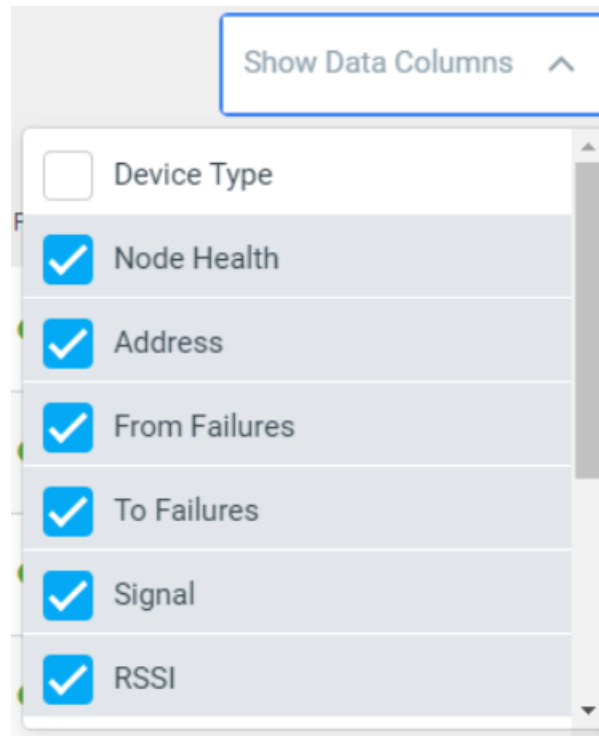 Show Data Columns
Device Type
Node Health
Address
From Failures
To Failures
Signal
RSSI